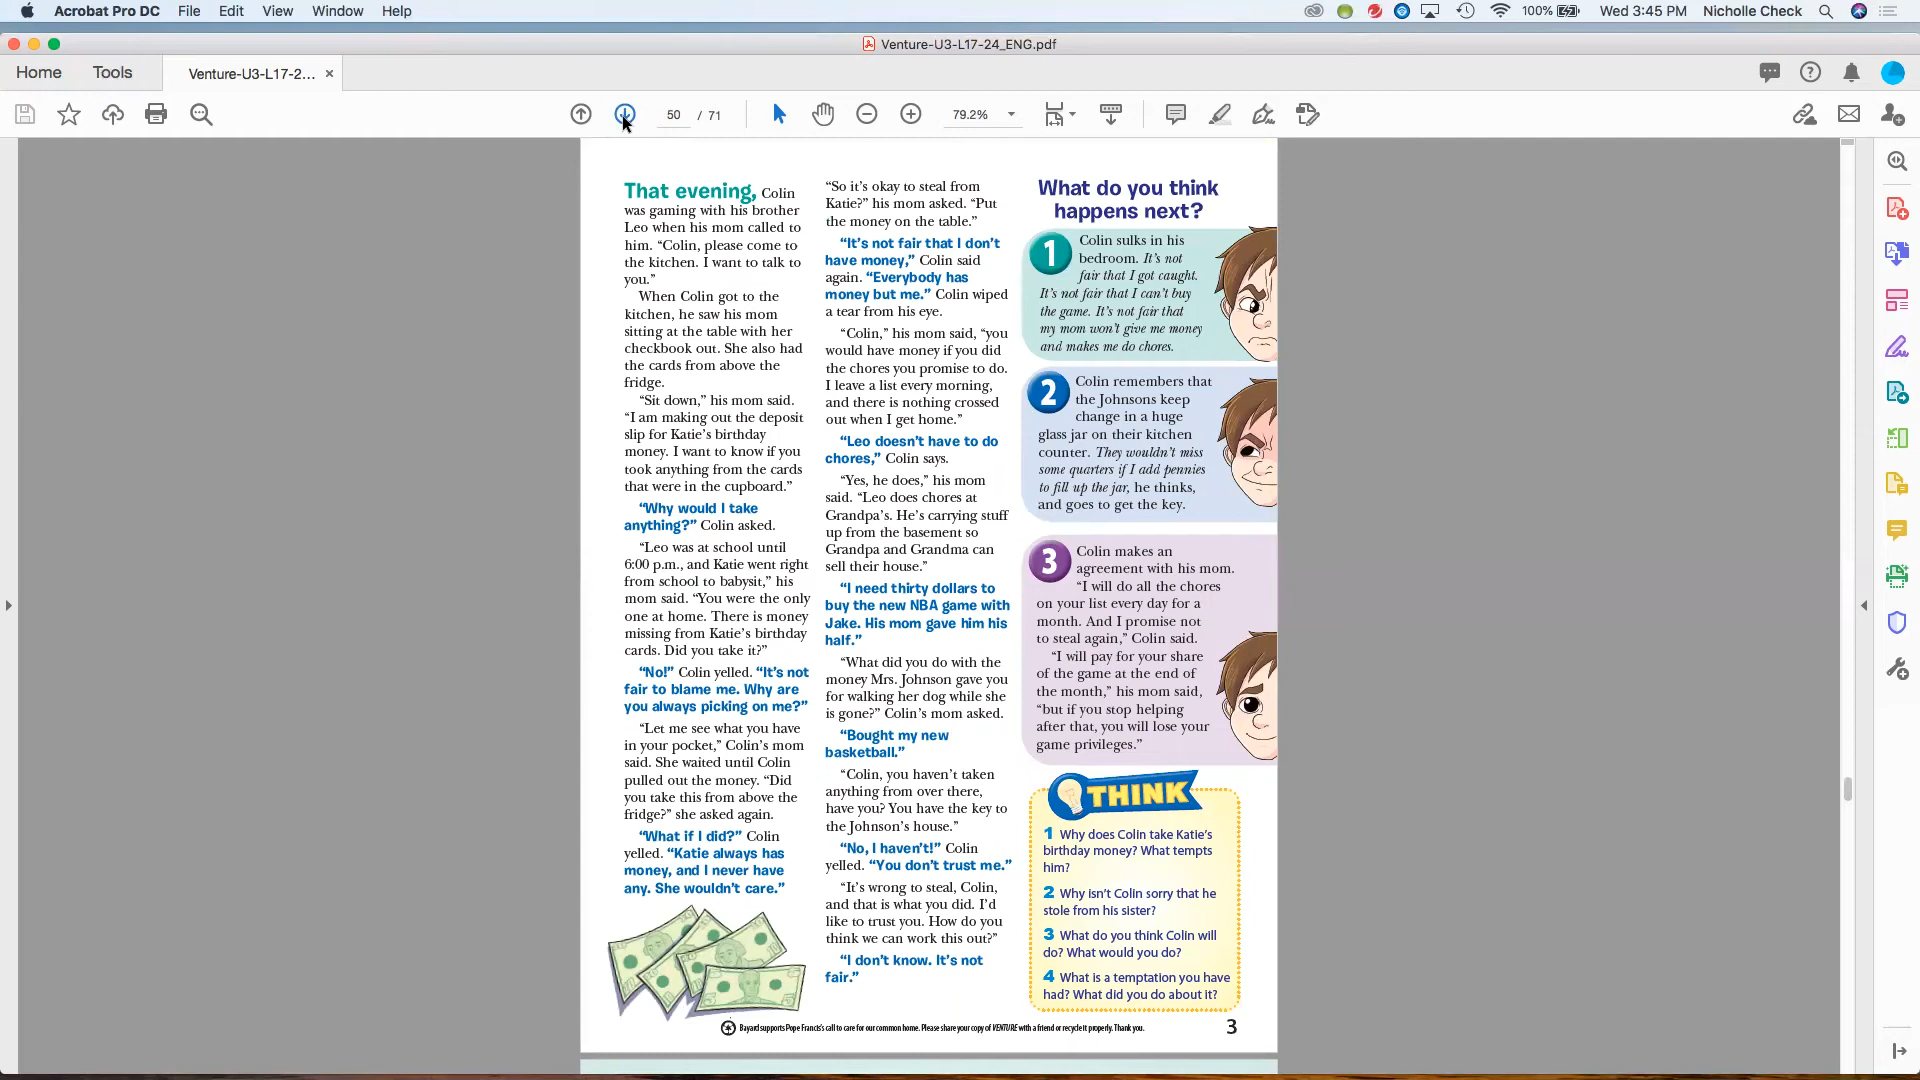 Acrobat Pro DC File Edit View Window Help
100% Wed 3:45 PM Nicholle Check
Venture-U3-L17-24_ENG.pdf
Home Tools Venture-U3-L17-2... ×
50 / 71 79.2%
That evening, Colin
was gaming with his brother
Leo when his mom called to
him. “Colin, please come to
the kitchen. I want to talk to
you.”
When Colin got to the
kitchen, he saw his mom
sitting at the table with her
checkbook out. She also had
the cards from above the
fridge.
“Sit down,” his mom said.
“I am making out the deposit
slip for Katie’s birthday
money. I want to know if you
took anything from the cards
that were in the cupboard.”
“Why would I take
anything?” Colin asked.
“Leo was at school until
6:00 p.m., and Katie went right
from school to babysit,” his
mom said. “You were the only
one at home. There is money
missing from Katie’s birthday
cards. Did you take it?”
“No!” Colin yelled. “It’s not
fair to blame me. Why are
you always picking on me?”
“Let me see what you have
in your pocket,” Colin’s mom
said. She waited until Colin
pulled out the money. “Did
you take this from above the
fridge?” she asked again.
“What if I did?” Colin
yelled. “Katie always has
money, and I never have
any. She wouldn’t care.”
“So it’s okay to steal from
Katie?” his mom asked. “Put
the money on the table.”
“It’s not fair that I don’t
have money,” Colin said
again. “Everybody has
money but me.” Colin wiped
a tear from his eye.
“Colin,” his mom said, “you
would have money if you did
the chores you promise to do.
I leave a list every morning,
and there is nothing crossed
out when I get home.”
“Leo doesn’t have to do
chores,” Colin says.
“Yes, he does,” his mom
said. “Leo does chores at
Grandpa’s. He’s carrying stuff
up from the basement so
Grandpa and Grandma can
sell their house.”
“I need thirty dollars to
buy the new NBA game with
Jake. His mom gave him his
half.”
“What did you do with the
money Mrs. Johnson gave you
for walking her dog while she
is gone?” Colin’s mom asked.
“Bought my new
basketball.”
“Colin, you haven’t taken
anything from over there,
have you? You have the key to
the Johnson’s house.”
“No, I haven’t!” Colin
yelled. “You don’t trust me.”
“It’s wrong to steal, Colin,
and that is what you did. I’d
like to trust you. How do you
think we can work this out?”
“I don’t know. It’s not
fair.”
What do you think
happens next?
1 Colin sulks in his
bedroom. It’s not
fair that I got caught.
It’s not fair that I can’t buy
the game. It’s not fair that
my mom won’t give me money
and makes me do chores.
2 Colin remembers that
the Johnsons keep
change in a huge
glass jar on their kitchen
counter. They wouldn’t miss
some quarters if I add pennies
to fill up the jar, he thinks,
and goes to get the key.
3 Colin makes an
agreement with his mom.
“I will do all the chores
on your list every day for a
month. And I promise not
to steal again,” Colin said.
“I will pay for your share
of the game at the end of
the month,” his mom said,
“but if you stop helping
after that, you will lose your
game privileges.”
THINK
1 Why does Colin take Katie’s
birthday money? What tempts
him?
2 Why isn’t Colin sorry that he
stole from his sister?
3 What do you think Colin will
do? What would you do?
4 What is a temptation you have
had? What did you do about it?
Bayard supports Pope Francis’s call to care for our common home. Please share your copy of VENTURE with a friend or recycle it properly. Thank you.
3